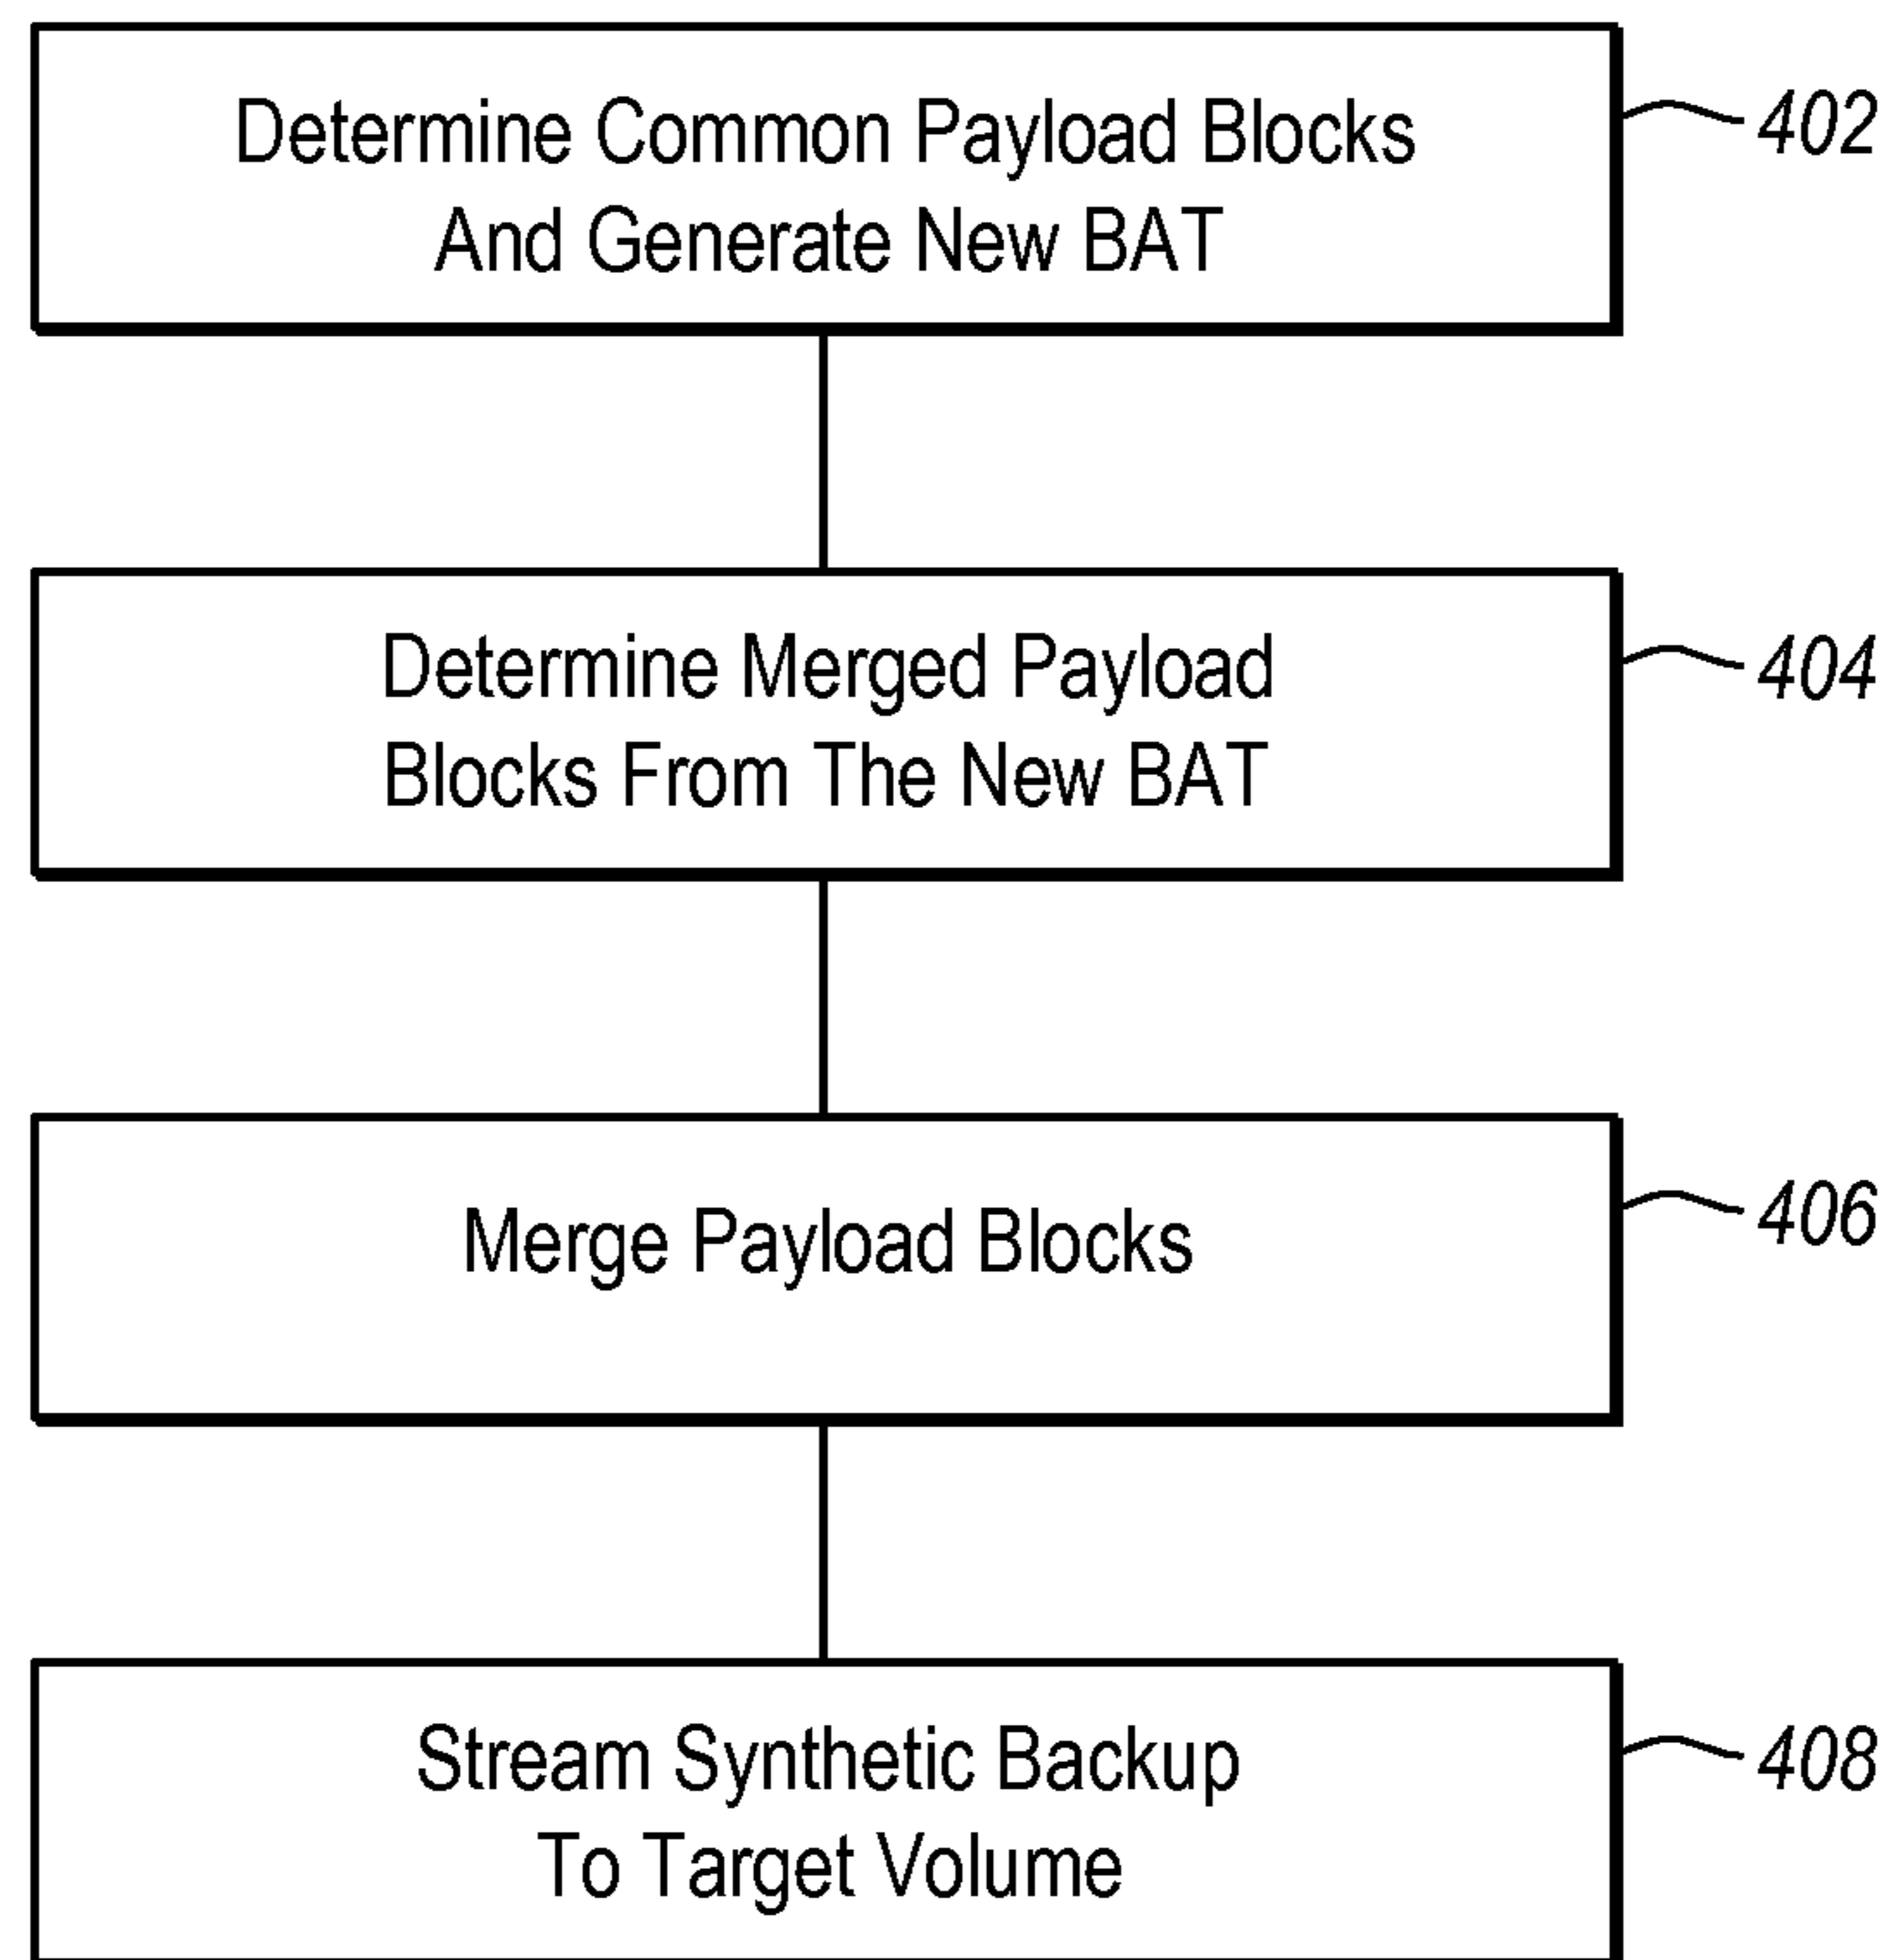 Determine Common Payload Blocks
And Generate New BAT
402
Determine Merged Payload
Blocks From The New BAT
404
Merge Payload Blocks
406
Stream Synthetic Backup
To Target Volume
408